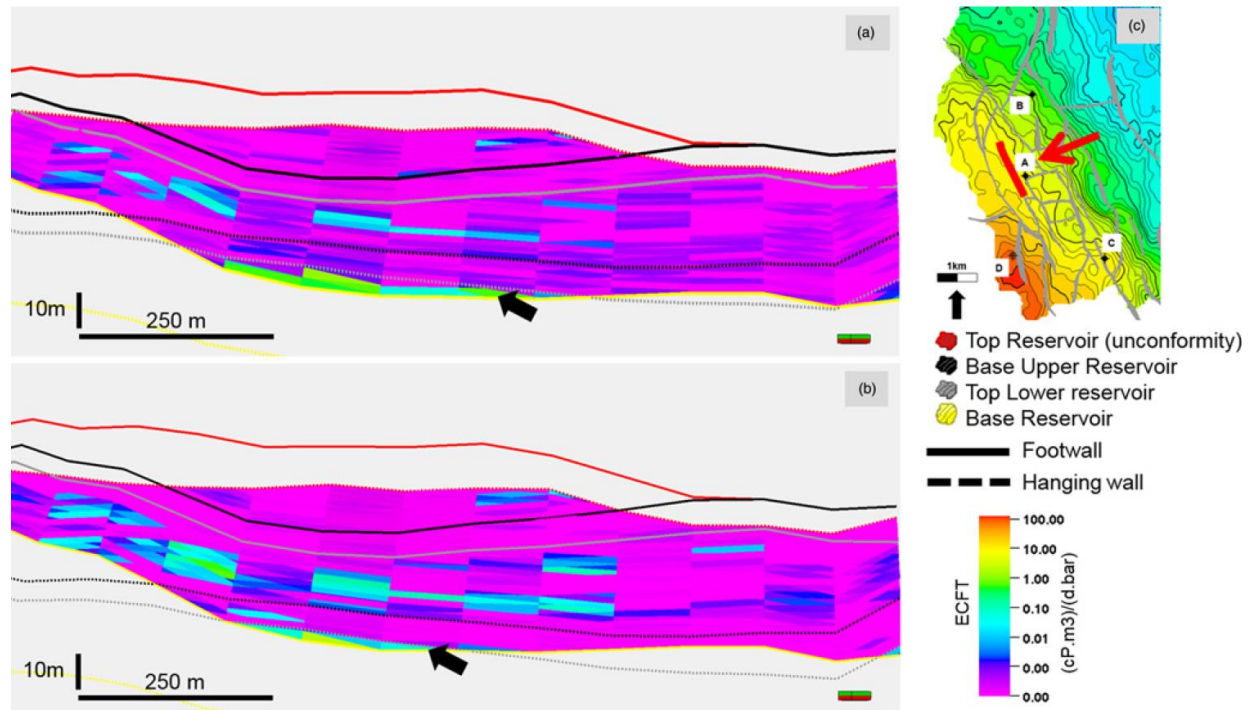 (a)
10m
250 m
(b)
10m
250 m
(c)
B
A
C
D
1km
Top Reservoir (unconformity)
Base Upper Reservoir
Top Lower reservoir
Base Reservoir
Footwall
Hanging wall
ECFT
(cP.m3)/(d.bar)
100.00
10.00
1.00
0.10
0.01
0.00
0.00